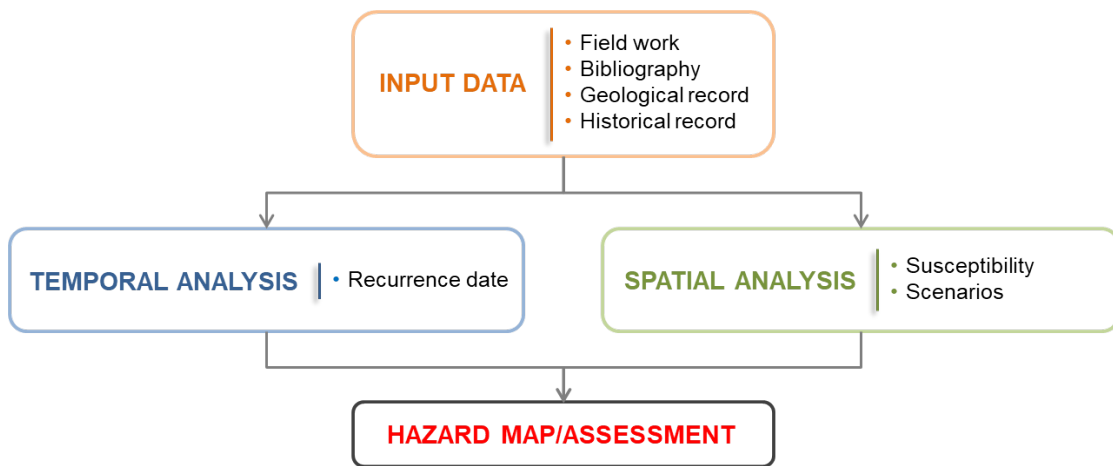 INPUT DATA
• Field work
• Bibliography
• Geological record
• Historical record
TEMPORAL ANALYSIS
• Recurrence date
SPATIAL ANALYSIS
• Susceptibility
• Scenarios
HAZARD MAP/ASSESSMENT